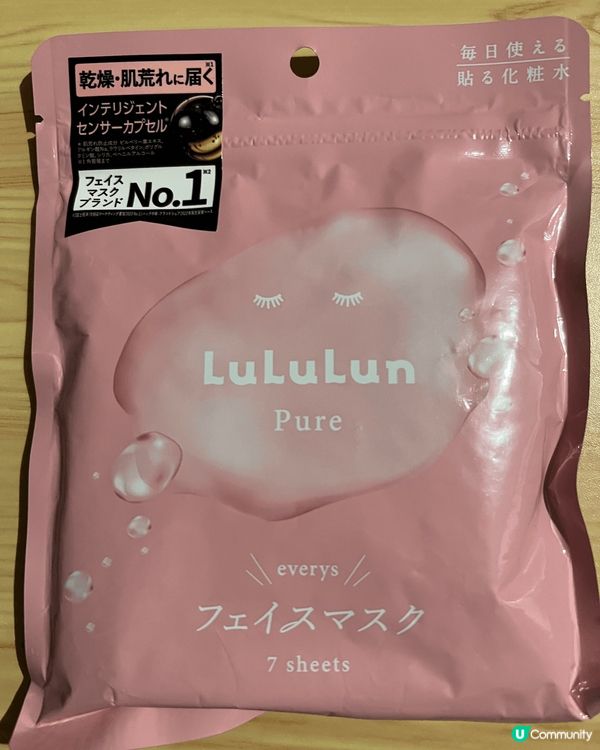 乾燥・肌荒れに届く※1
インテリジェント
センサーカプセル
フェイス
マスク
ブランド
No.1※2
毎日使える
貼る化粧水
LuLuLun
Pure
everys
フェイスマスク
7 sheets
U Community